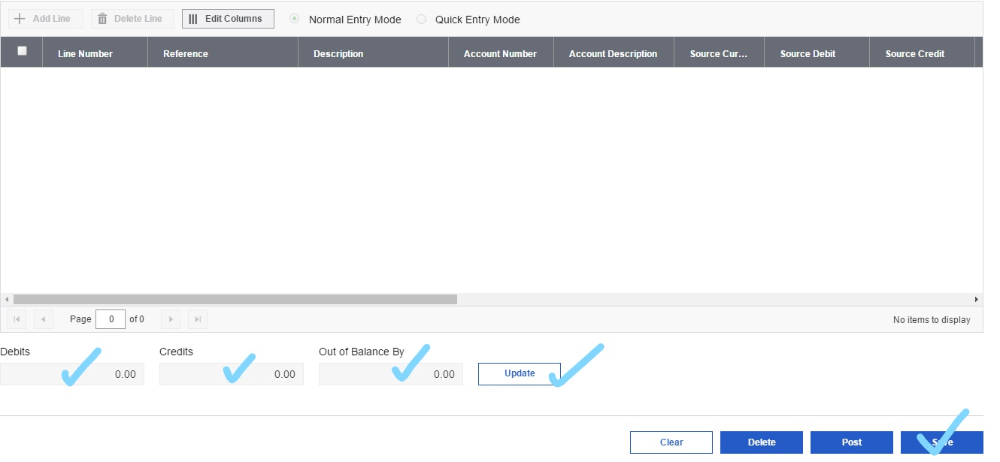 Add Line Delete Line Edit Columns Normal Entry Mode Quick Entry Mode
Line Number Reference Description Account Number Account Description Source Cur... Source Debit Source Credit
Page 0 of 0 No items to display
Debits Credits Out of Balance By
0.00 0.00 0.00 Update
Clear Delete Post Save